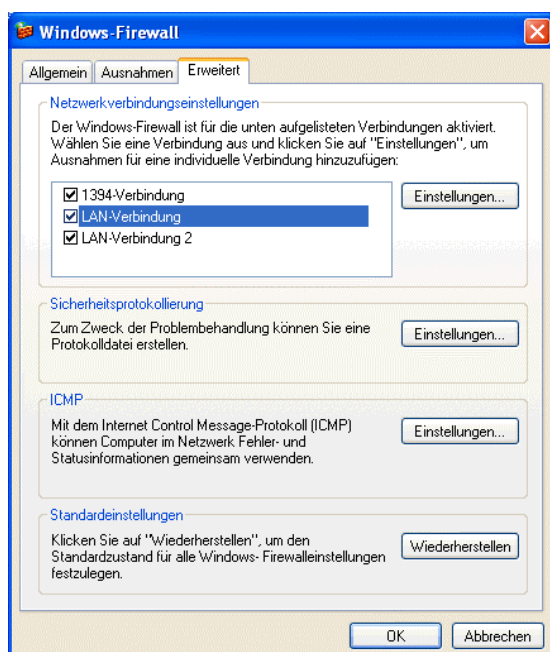 Windows-Firewall
Allgemein Ausnahmen Erweitert
Netzwerkverbindungseinstellungen
Der Windows-Firewall ist für die unten aufgelisteten Verbindungen aktiviert.
Wählen Sie eine Verbindung aus und klicken Sie auf "Einstellungen", um
Ausnahmen für eine individuelle Verbindung hinzuzufügen:
1394-Verbindung
LAN-Verbindung
LAN-Verbindung 2
Einstellungen...
Sicherheitsprotokollierung
Zum Zweck der Problembehandlung können Sie eine
Protokolldatei erstellen.
Einstellungen...
ICMP
Mit dem Internet Control Message-Protokoll (ICMP)
können Computer im Netzwerk Fehler- und
Statusinformationen gemeinsam verwenden.
Einstellungen...
Standardeinstellungen
Klicken Sie auf "Wiederherstellen", um den
Standardzustand für alle Windows- Firewalleinstellungen
festzulegen.
Wiederherstellen
OK Abbrechen